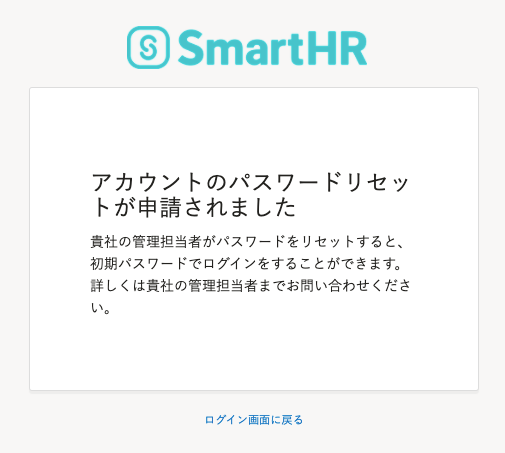 SmartHR
アカウントのパスワードリセッ
トが申請されました
貴社の管理担当者がパスワードをリセットすると、
初期パスワードでログインをすることができます。
詳しくは貴社の管理担当者までお問い合わせくださ
い。
ログイン画面に戻る